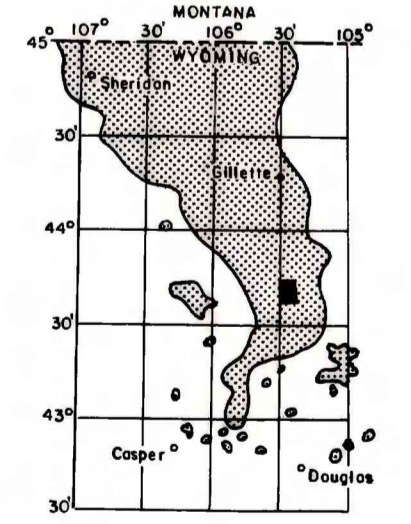 MONTANA
45° 107° 30' 106° 30' 105°
WYOMING
Sheridan
30'
Gillette
44°
30'
43°
Casper
Douglas
30'